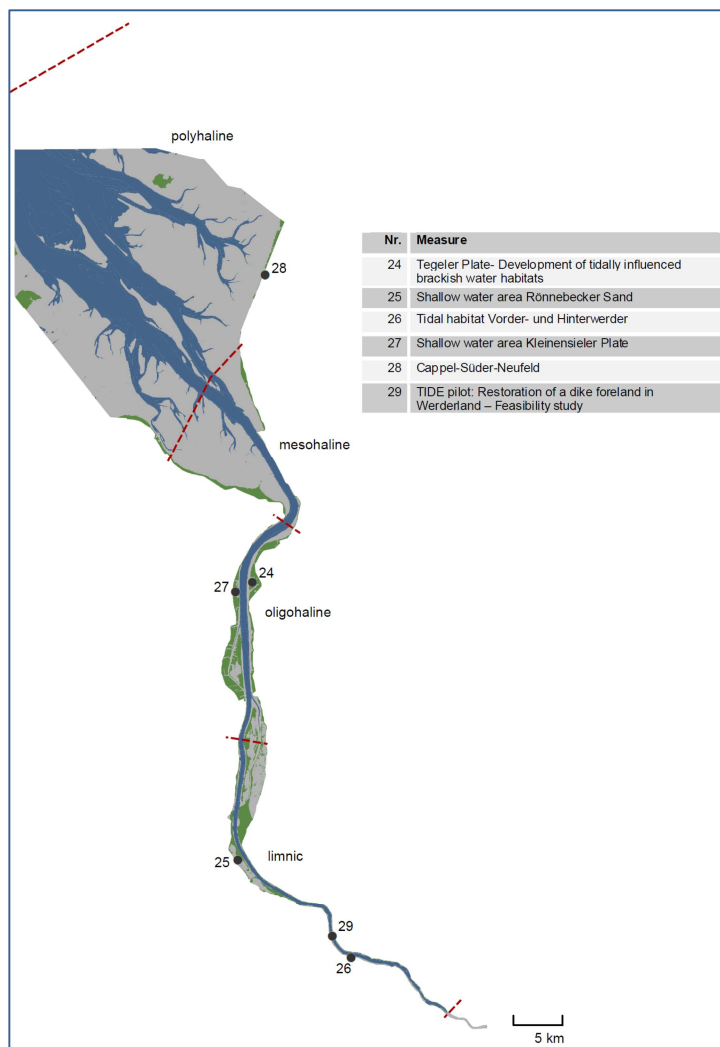 polyhaline
28
Nr. Measure
24 Tegeler Plate- Development of tidally influenced
brackish water habitats
25 Shallow water area Rönnebecker Sand
26 Tidal habitat Vorder- und Hinterwerder
27 Shallow water area Kleinensieler Plate
28 Cappel-Süder-Neufeld
29 TIDE pilot: Restoration of a dike foreland in
Werderland – Feasibility study
mesohaline
24
27
oligohaline
25
limnic
29
26
5 km